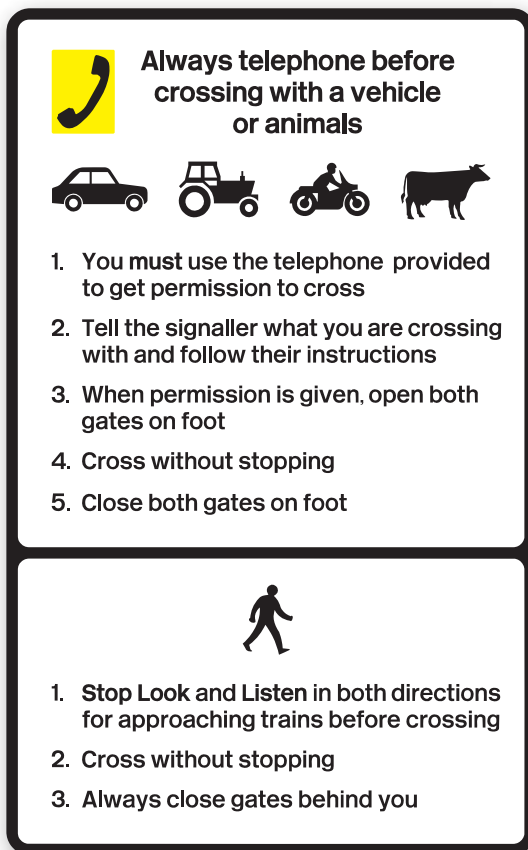 Always telephone before
crossing with a vehicle
or animals
1. You must use the telephone provided
to get permission to cross
2. Tell the signaller what you are crossing
with and follow their instructions
3. When permission is given, open both
gates on foot
4. Cross without stopping
5. Close both gates on foot
1. Stop Look and Listen in both directions
for approaching trains before crossing
2. Cross without stopping
3. Always close gates behind you